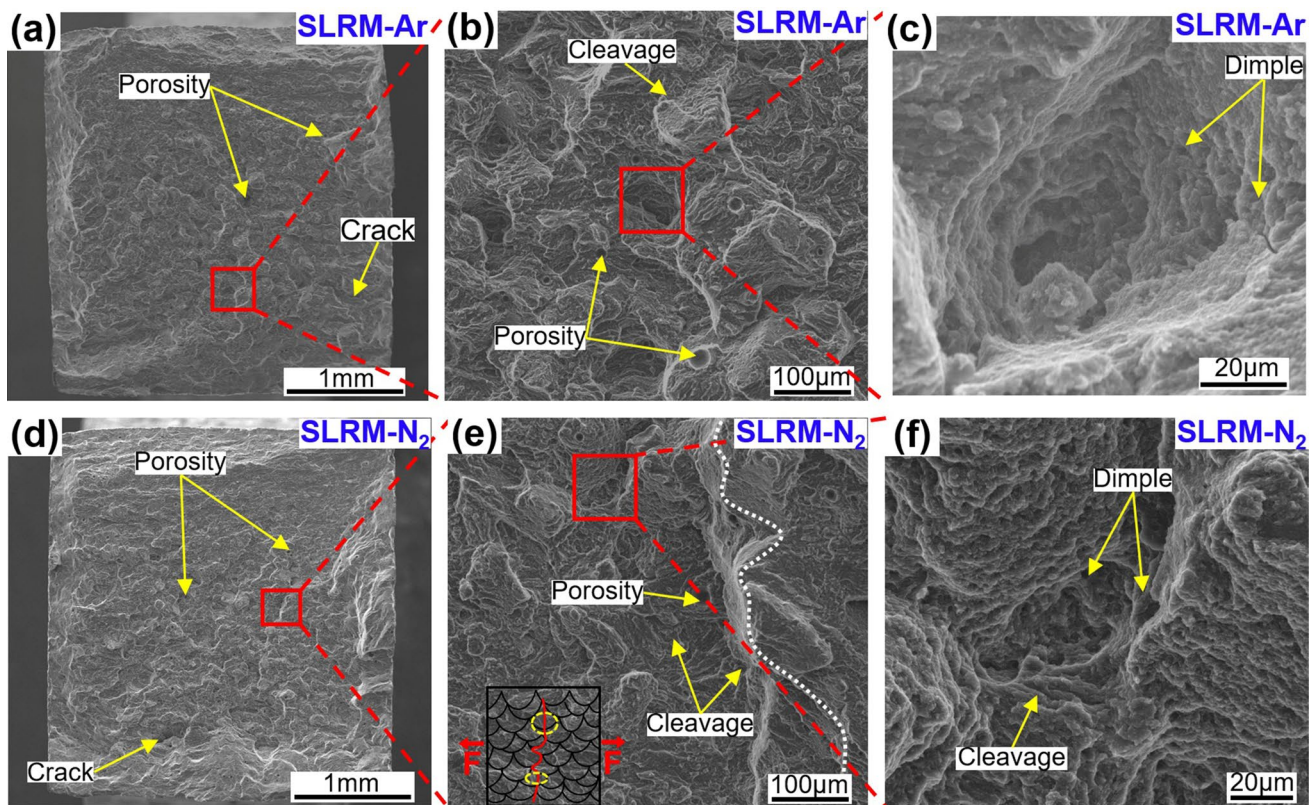 (a)
SLRM-Ar
Porosity
Crack
1mm
(b)
SLRM-Ar
Cleavage
Porosity
100μm
(c)
SLRM-Ar
Dimple
20μm
(d)
SLRM-N₂
Porosity
Crack
1mm
(e)
SLRM-N₂
Porosity
Cleavage
F
F
100μm
(f)
SLRM-N₂
Dimple
Cleavage
20μm